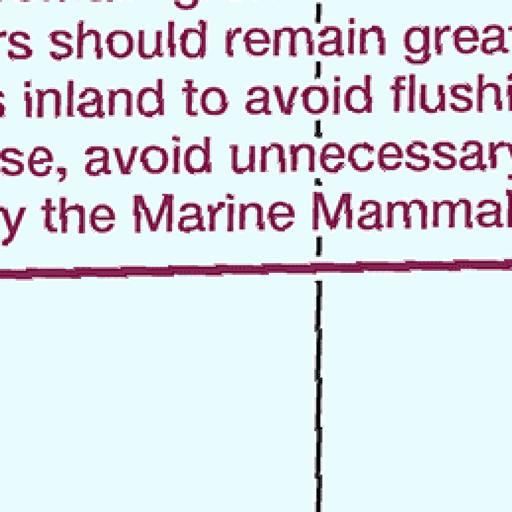 rs should remain great
s inland to avoid flushi
se, avoid unnecessary
y the Marine Mammal